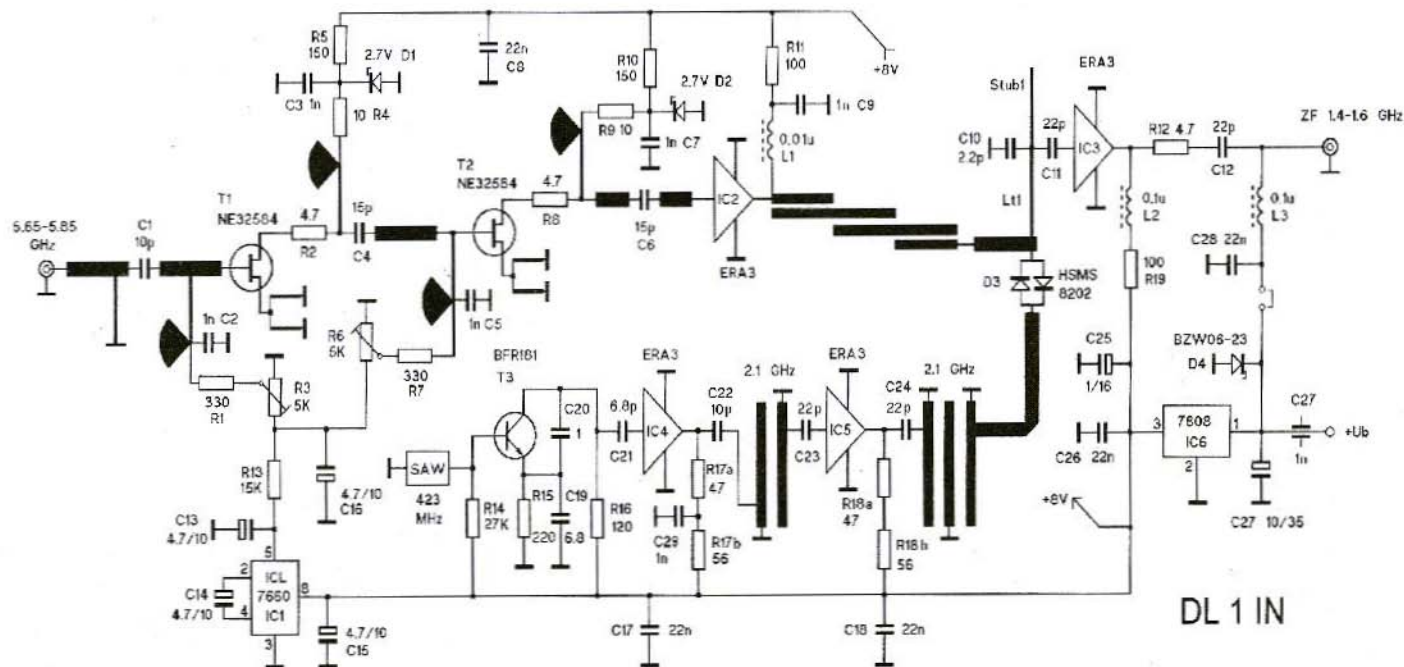 R5
150
2.7V D1
C3 1n
10 R4
22n
C8
R10
150
2.7V D2
R9 10
1n C7
R11
100
+8V
1n C9
0,01u
L1
Stub1
ERA3
C10
2.2p
22p
C11
IC3
R12 4.7
22p
C12
ZF 1.4-1.6 GHz
Lt1
0,1u
L2
0,1u
L3
T1
NE32584
4.7
R2
15p
C4
T2
NE32584
4.7
R8
15p
C6
IC2
ERA3
5.65-5.85
GHz
C1
10p
1n C2
330
R1
R3
5K
R6
5K
330
R7
1n C5
D3
HSMS
8202
100
R19
C28 22n
BZW06-23
D4
C25
1/16
C26 22n
3
7808
IC6
1
2
C27
1n
+Ub
C27 10/35
+8V
BFR181
T3
SAW
423
MHz
R14
27K
R15
220
C20
1
C19
6.8
R16
120
6.8p
C21
ERA3
IC4
C22
10p
R17a
47
C29
1n
R17b
56
2.1 GHz
22p
C23
ERA3
IC5
C24
22p
R18a
47
R18b
56
2.1 GHz
R13
15K
4.7/10
C16
C13
4.7/10
5
2
ICL
7660
IC1
8
4
3
C14
4.7/10
4.7/10
C15
C17
22n
C18
22n
DL 1 IN